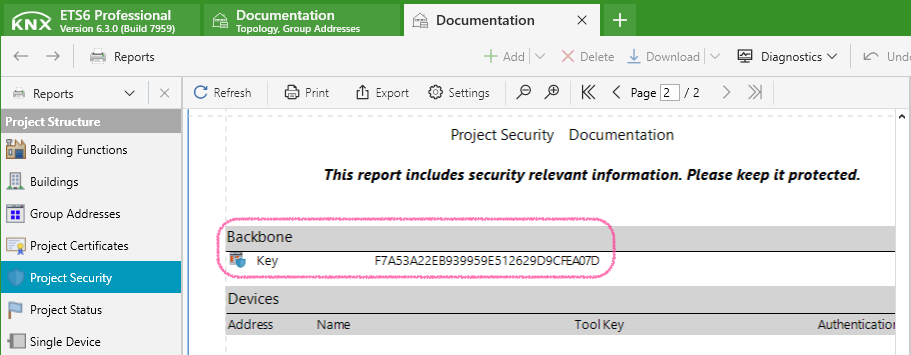 KNX
ETS6 Professional
Version 6.3.0 (Build 7959)
Documentation
Topology, Group Addresses
Documentation
Reports
Add
Delete
Download
Diagnostics
Undo
Reports
Refresh
Print
Export
Settings
Page 2 / 2
Project Structure
Building Functions
Buildings
Group Addresses
Project Certificates
Project Security
Project Status
Single Device
Project Security Documentation
This report includes security relevant information. Please keep it protected.
Backbone
Key F7A53A22EB939959E512629D9CFEA07D
Devices
Address Name Tool Key Authentication